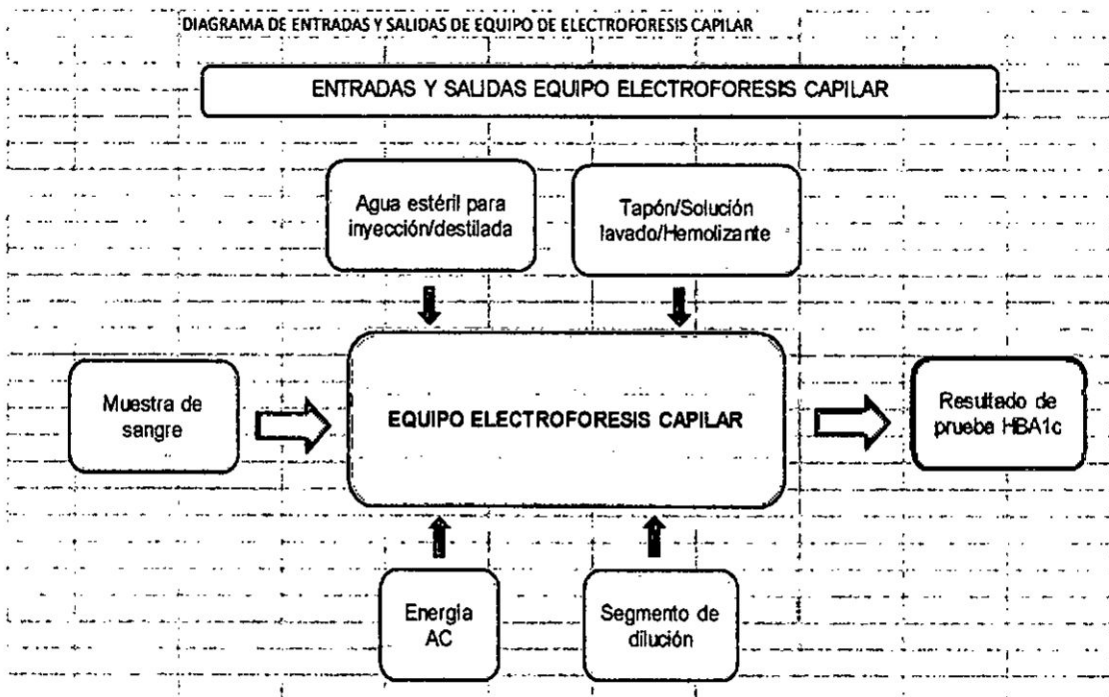 DIAGRAMA DE ENTRADAS Y SALIDAS DE EQUIPO DE ELECTROFORESIS CAPILAR
ENTRADAS Y SALIDAS EQUIPO ELECTROFORESIS CAPILAR
Agua estéril para
inyección/destilada
Tapón/Solución
lavado/Hemolizante
Muestra de
sangre
EQUIPO ELECTROFORESIS CAPILAR
Resultado de
prueba HBA1c
Energía
AC
Segmento de
dilución